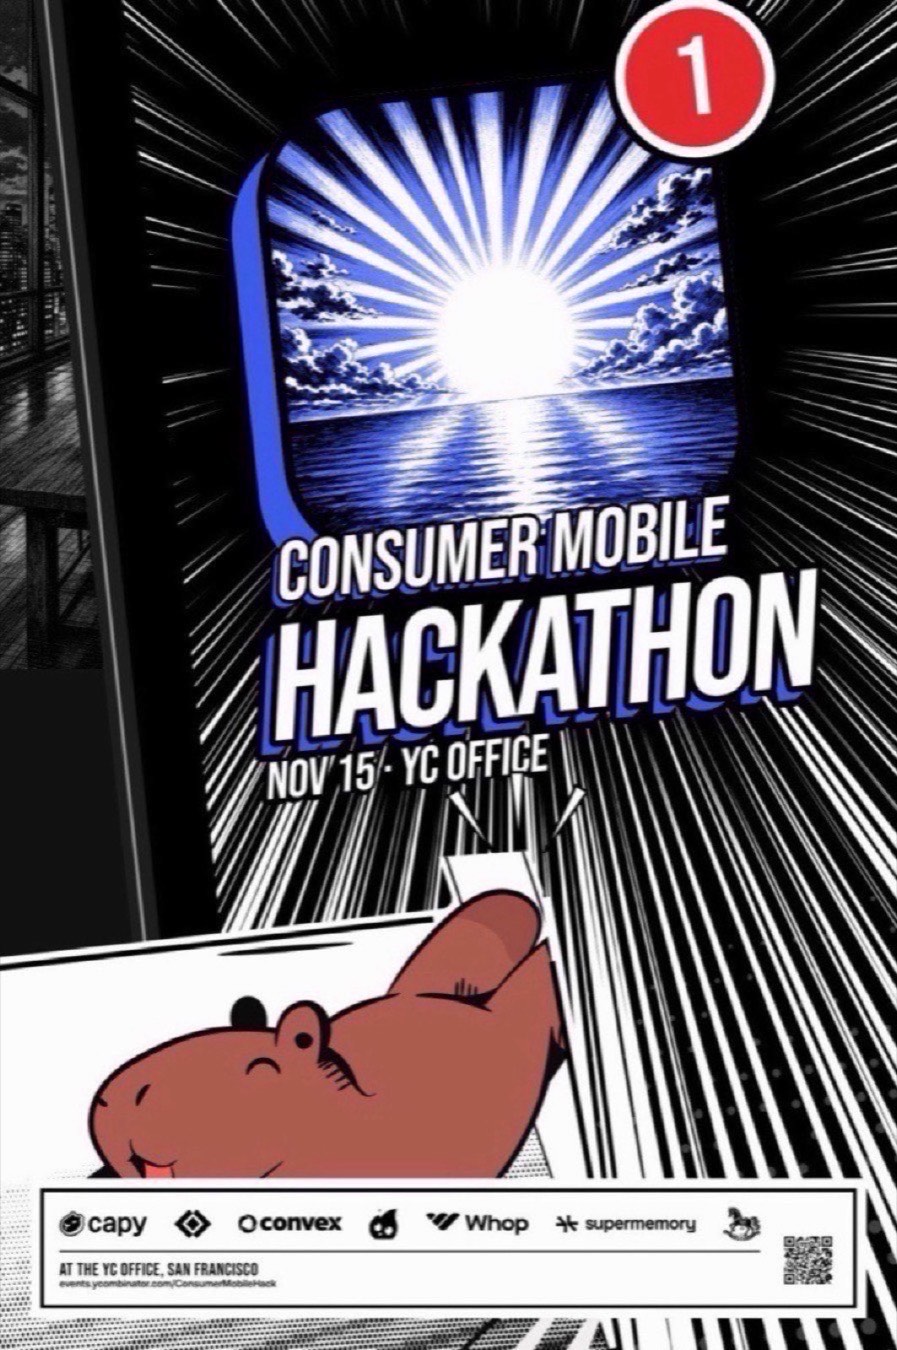 1
CONSUMER MOBILE
HACKATHON
NOV 15 · YC OFFICE
capy
convex
Whop
supermemory
AT THE YC OFFICE, SAN FRANCISCO
events.ycombinator.com/ConsumerMobileHack